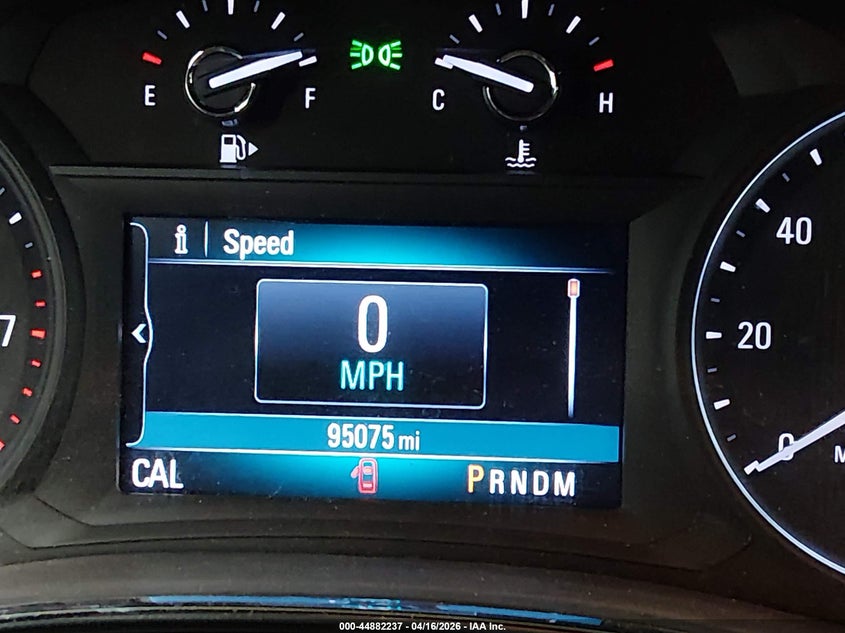 E F C H
i Speed
0
MPH
95075 mi
CAL PRNDM
7
40
20
0
M
000-44882237 - 04/16/2026 - IAA Inc.